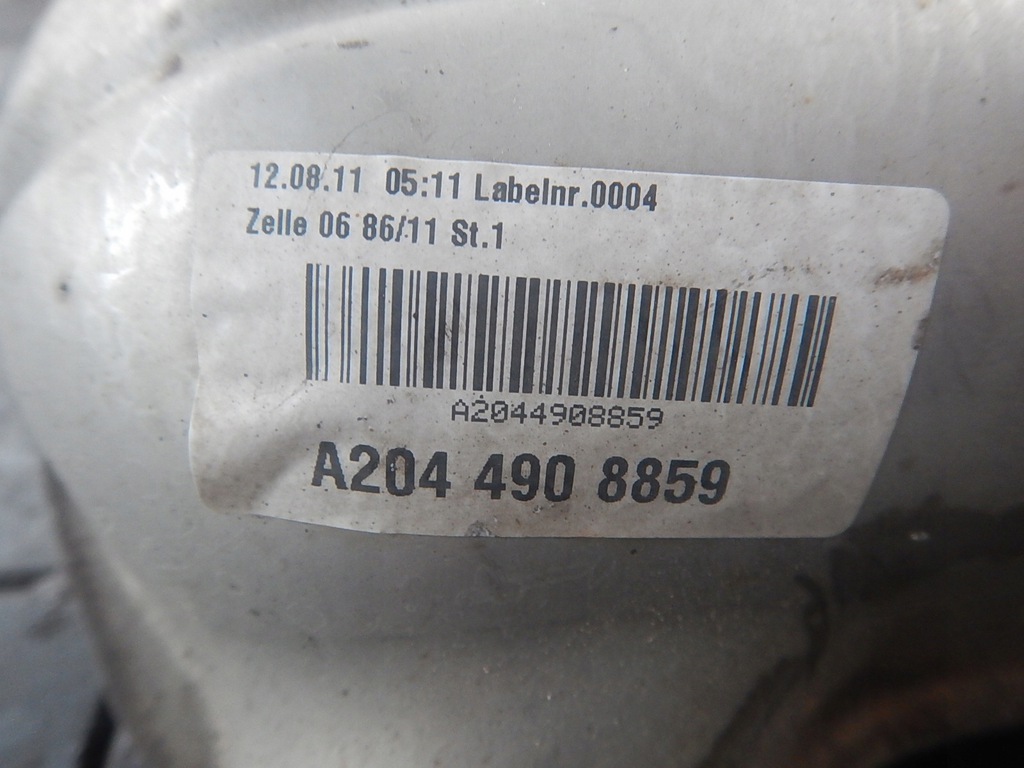 12.08.11 05:11 Labelnr.0004
Zelle 06 86/11 St.1
A2044908859
A204 490 8859